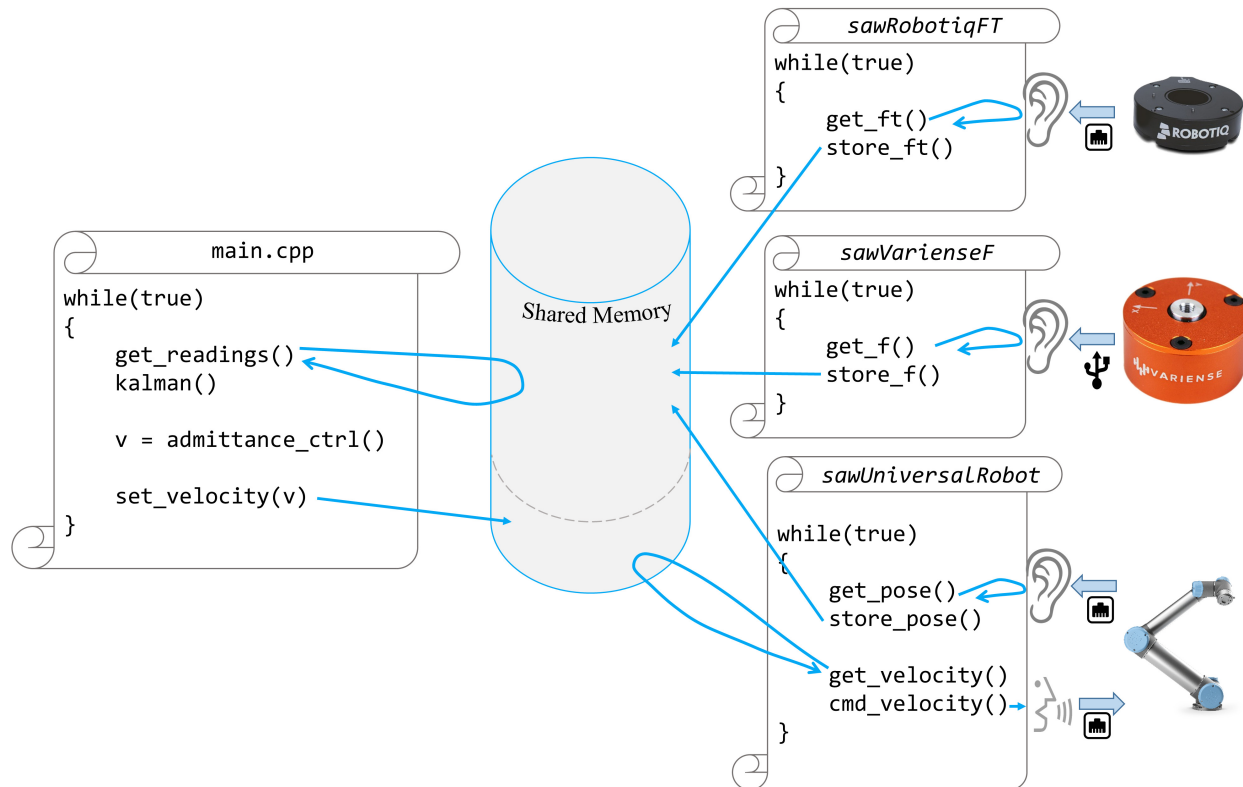 main.cpp
while(true)
{
get_readings()
kalman()
v = admittance_ctrl()
set_velocity(v)
}
Shared Memory
sawRobotiqFT
while(true)
{
get_ft()
store_ft()
}
ROBOTIQ
sawVarienseF
while(true)
{
get_f()
store_f()
}
X
Y
VARIENSE
sawUniversalRobot
while(true)
{
get_pose()
store_pose()
get_velocity()
cmd_velocity()
}